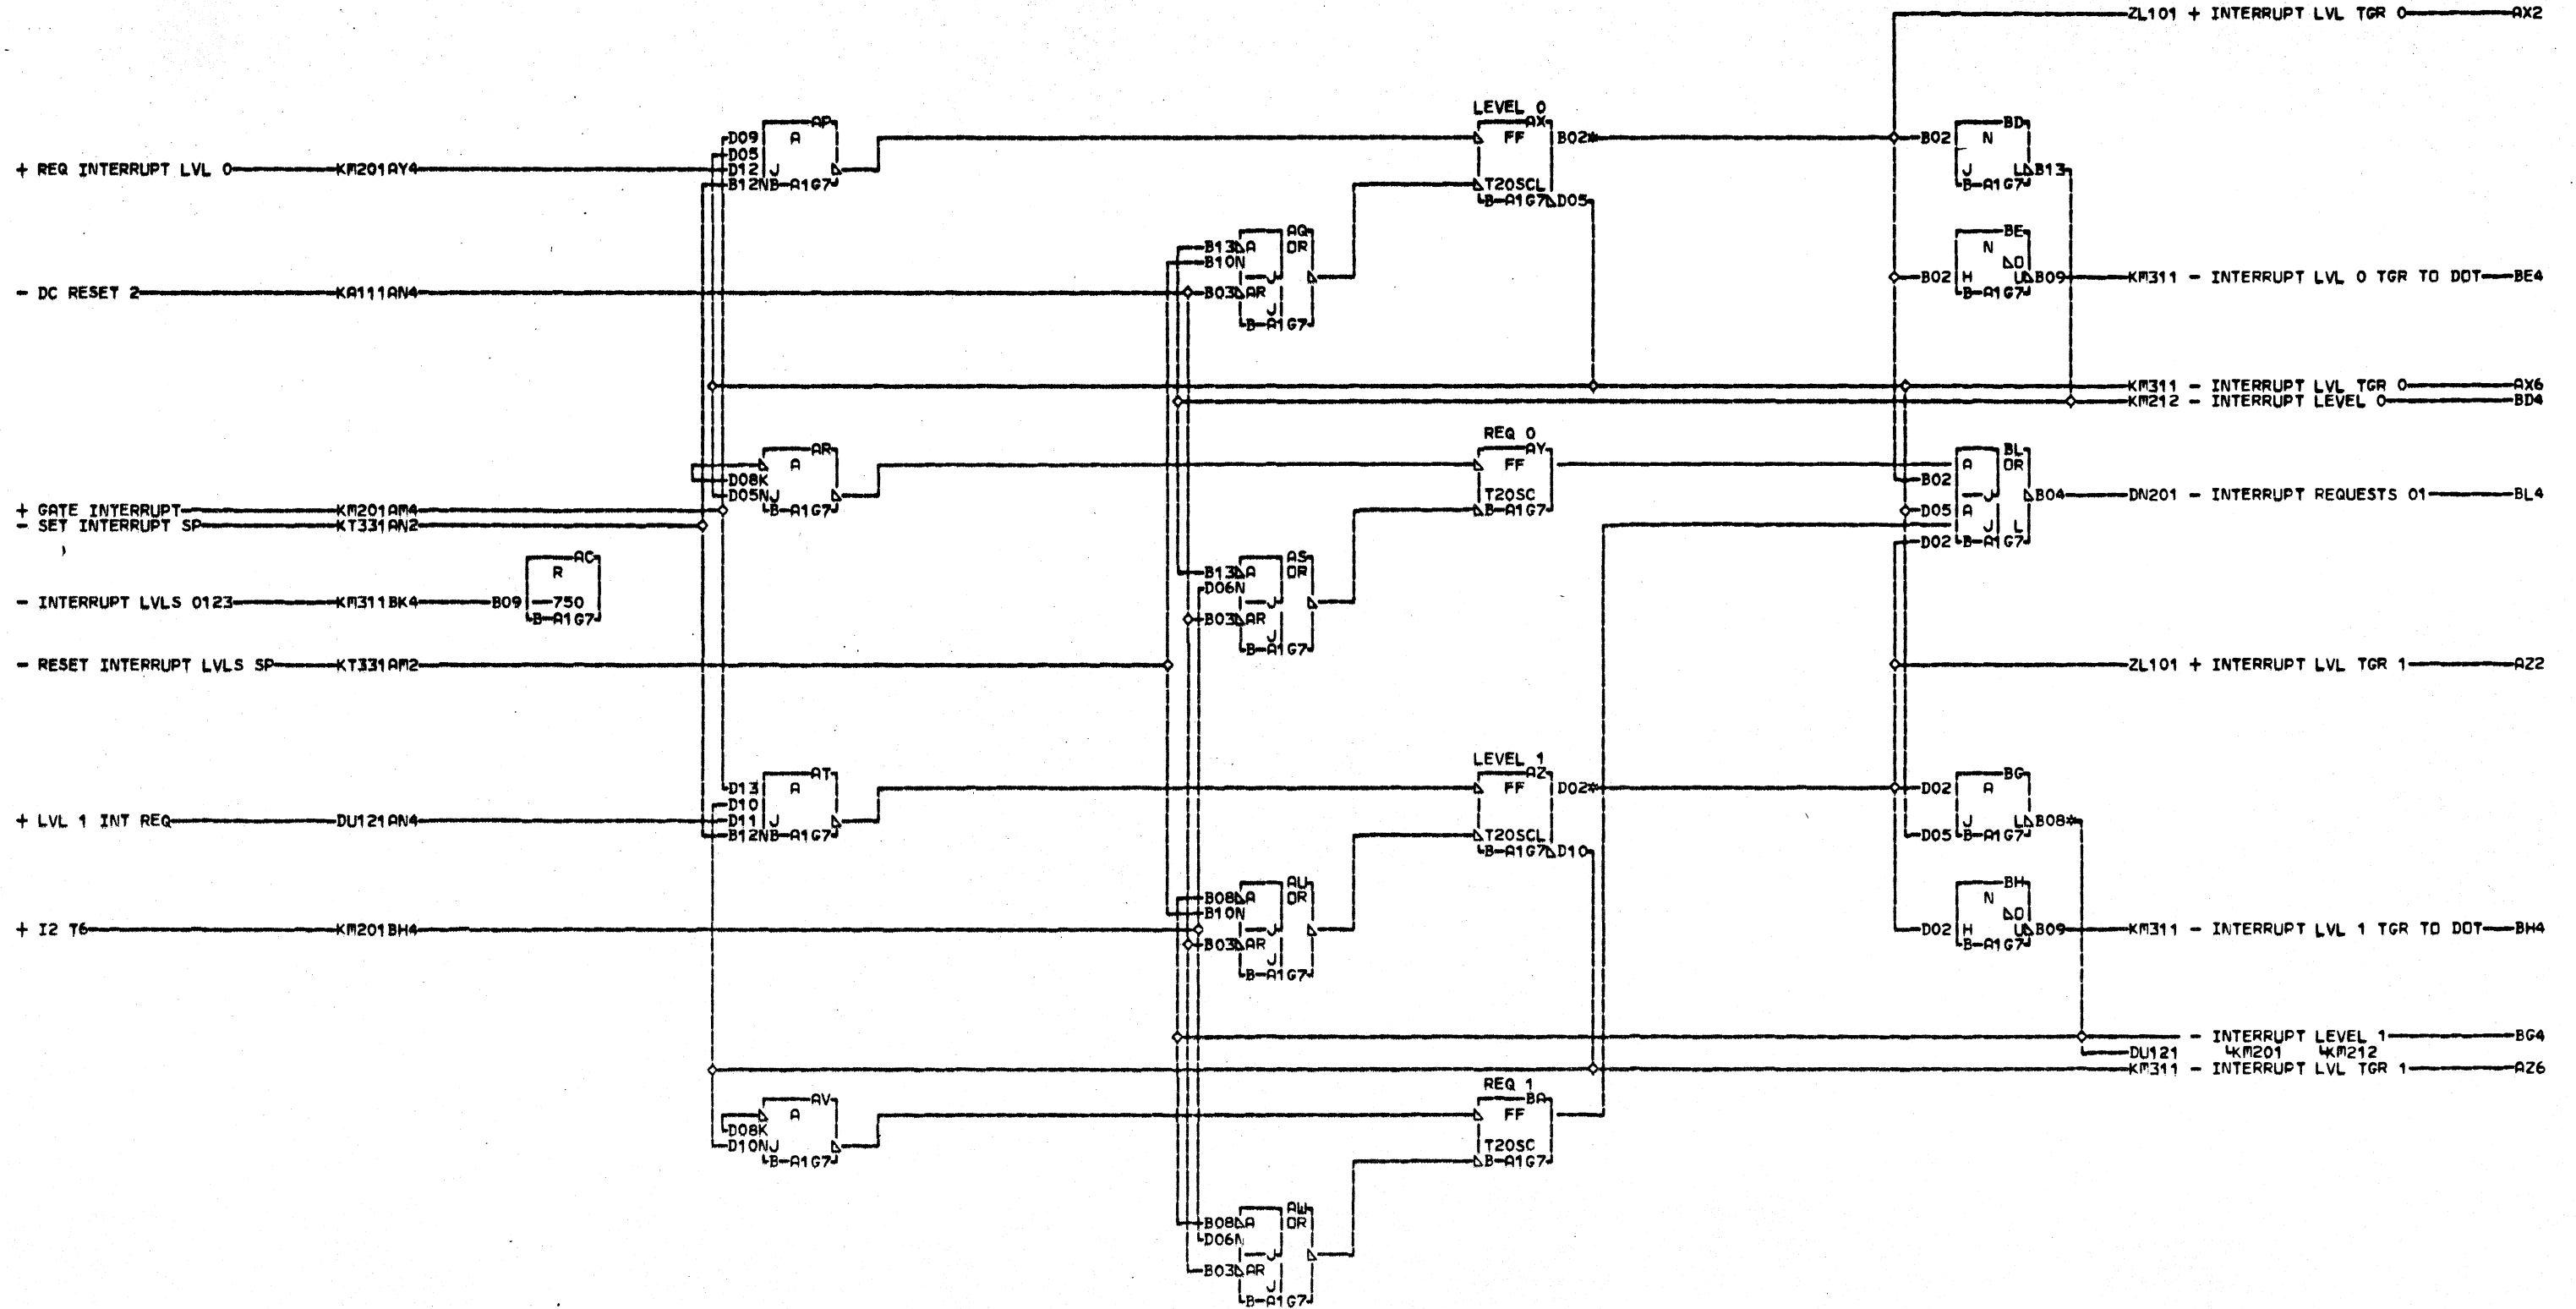 ZL101 + INTERRUPT LVL TGR 0 AX2
LEVEL 0
AP
D09 A
D05
+ REQ INTERRUPT LVL 0 KM201AY4 D12 J
B12N B-A1G7
AX
FF B02*
T20SCL
B-A1G7 D05
BD
B02 N
J L B13
B-A1G7
AQ
B13 A OR
B10N
J
- DC RESET 2 KA111AN4 B03 AR
J
B-A1G7
BE
N
DO
B02 H U B09 KM311 - INTERRUPT LVL 0 TGR TO DOT BE4
B-A1G7
KM311 - INTERRUPT LVL TGR 0 AX6
KM212 - INTERRUPT LEVEL 0 BD4
AR
A
D08K
D05N J
B-A1G7
REQ 0
AY
FF
T20SC
B-A1G7
BL
A OR
B02
J B04 DN201 - INTERRUPT REQUESTS 01 BL4
D05 A
J L
D02 B-A1G7
+ GATE INTERRUPT KM201AM4
- SET INTERRUPT SP KT331AN2
AC
R
- INTERRUPT LVLS 0123 KM311BK4 B09 750
B-A1G7
AS
B13 A OR
D06N
J
B03 AR
J
B-A1G7
- RESET INTERRUPT LVLS SP KT331AM2
ZL101 + INTERRUPT LVL TGR 1 AZ2
LEVEL 1
AT
D13 A
D10
+ LVL 1 INT REQ DU121AN4 D11 J
B12N B-A1G7
AZ
FF D02*
T20SCL
B-A1G7 D10
BG
D02 A
J L B08*
D05 B-A1G7
AU
B08 A OR
B10N
J
+ I2 T6 KM201BH4
B03 AR
J
B-A1G7
BH
N
DO
D02 H U B09 KM311 - INTERRUPT LVL 1 TGR TO DOT BH4
B-A1G7
- INTERRUPT LEVEL 1 BG4
DU121 KM201 KM212
KM311 - INTERRUPT LVL TGR 1 AZ6
REQ 1
AV
A
D08K
D10N J
B-A1G7
BA
FF
T20SC
B-A1G7
AW
B08 A OR
D06N
J
B03 AR
J
B-A1G7